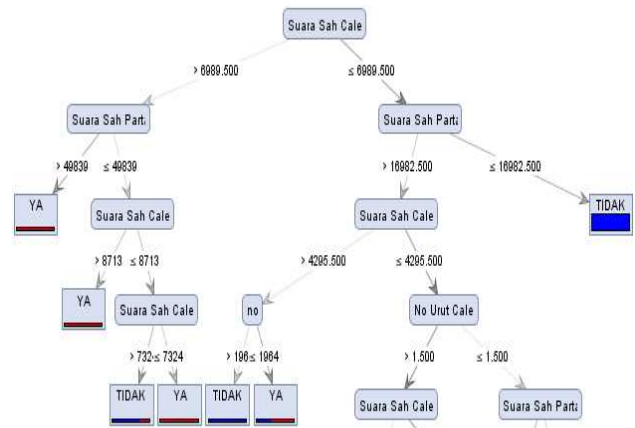 Suara Sah Cale
> 6989.500
≤ 6989.500
Suara Sah Parta
Suara Sah Parta
> 49839
≤ 49839
> 16982.500
≤ 16982.500
YA
Suara Sah Cale
Suara Sah Cale
TIDAK
> 8713
≤ 8713
> 4295.500
≤ 4295.500
YA
Suara Sah Cale
no
No Urut Cale
> 732
≤ 7324
> 196
≤ 1964
> 1.500
≤ 1.500
TIDAK
YA
TIDAK
YA
Suara Sah Cale
Suara Sah Parta